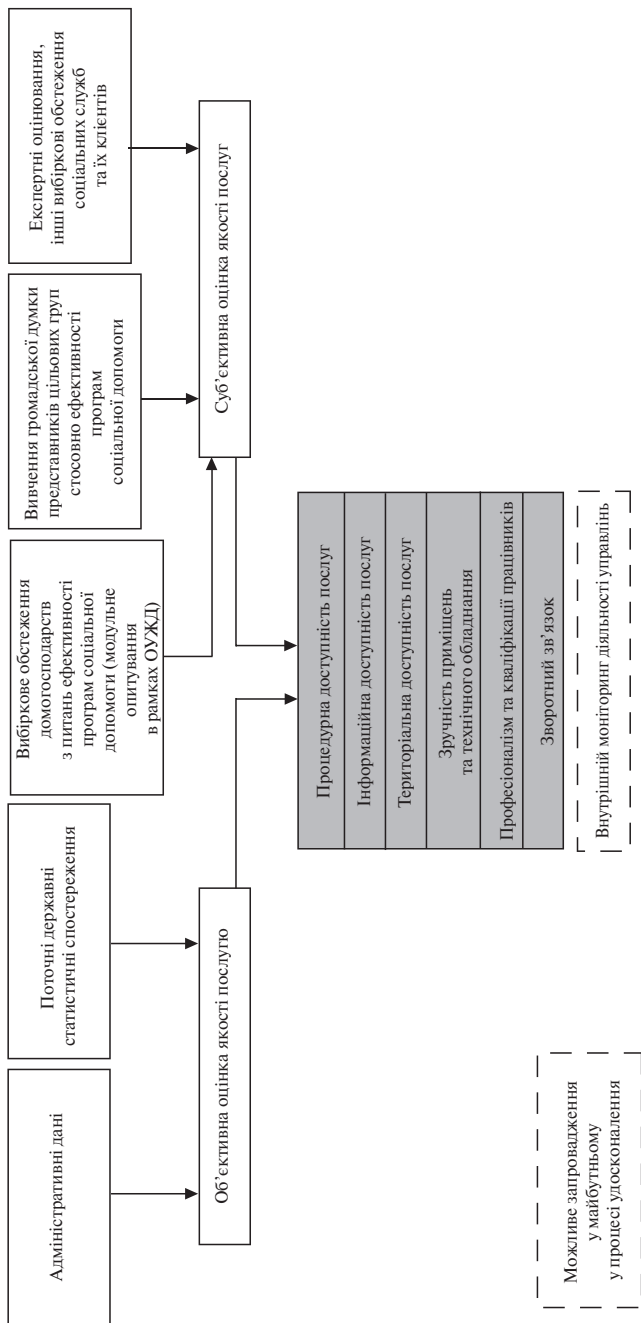 Адміністративні дані
Поточні державні
статистичні спостереження
Вибіркове обстеження
домогосподарств
з питань ефективності
програм соціальної
допомоги (модульне
опитування
в рамках ОУЖД)
Вивчення громадської думки
представників цільових груп
стосовно ефективності
програм
соціальної допомоги
Експертні оцінювання,
інші вибіркові обстеження
соціальних служб
та їх клієнтів
Об’єктивна оцінка якості послугю
Суб’єктивна оцінка якості послуг
Процедурна доступність послуг
Інформаційна доступність послуг
Територіальна доступність послуг
Зручність приміщень
та технічного обладнання
Професіоналізм та кваліфікації працівників
Зворотний зв’язок
Внутрішній моніторинг діяльності управлінь
Можливе запровадження
у майбутньому
у процесі удосконалення